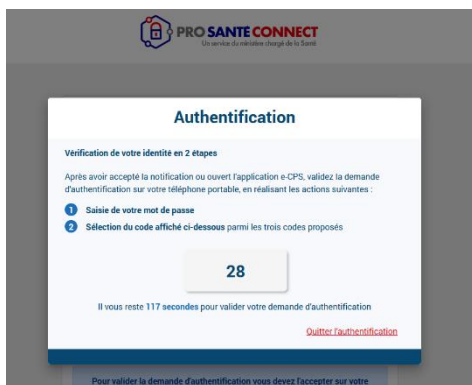 PRO SANTÉ CONNECT
Un service du ministère chargé de la Santé
Authentification
Vérification de votre identité en 2 étapes
Après avoir accepté la notification ou ouvert l'application e-CPS, validez la demande
d'authentification sur votre téléphone portable, en réalisant les actions suivantes :
1 Saisie de votre mot de passe
2 Sélection du code affiché ci-dessous parmi les trois codes proposés
28
Il vous reste 117 secondes pour valider votre demande d'authentification
Quitter l'authentification
Pour valider la demande d'authentification vous devez l'accepter sur votre